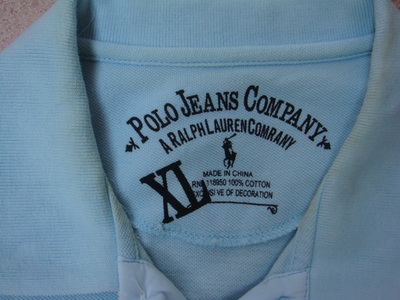 POLO JEANS COMPANY
A RALPH LAUREN COMPANY
MADE IN CHINA
XL
RN# 118950 100% COTTON
EXCLUSIVE OF DECORATION